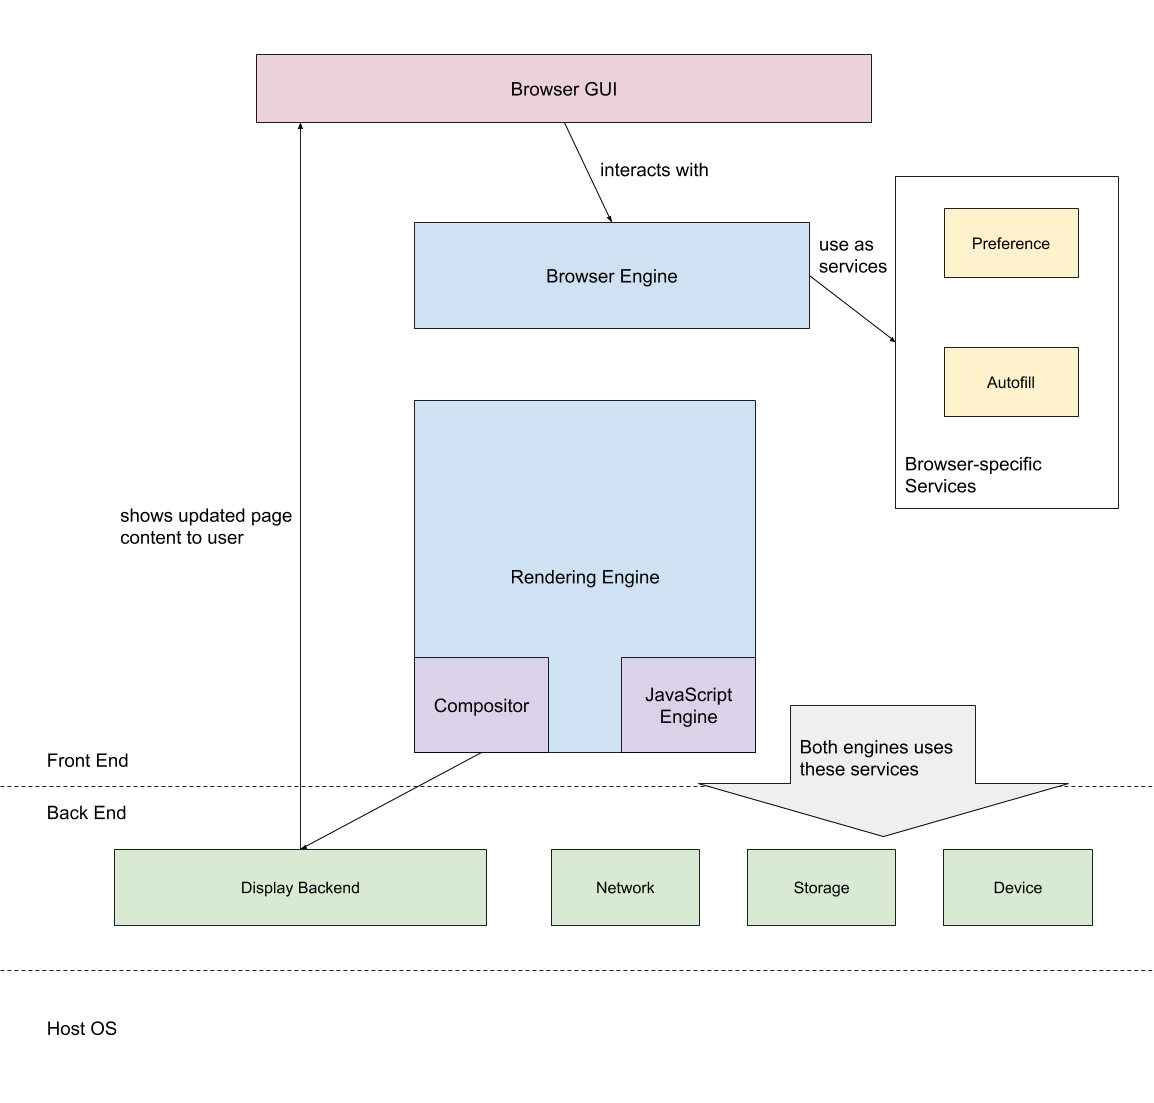 Browser GUI
interacts with
use as
services
Preference
Browser Engine
Autofill
Browser-specific
Services
shows updated page
content to user
Rendering Engine
Compositor
JavaScript
Engine
Both engines uses
these services
Front End
Back End
Display Backend
Network
Storage
Device
Host OS